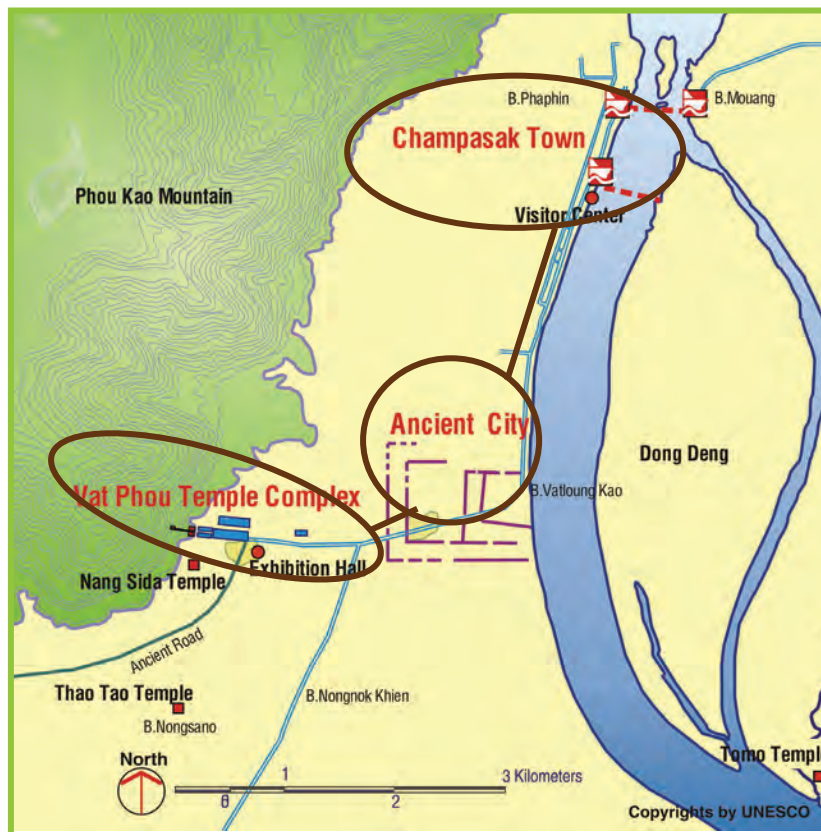 B.Phaphin
B.Mouang
Champasak Town
Phou Kao Mountain
Visitor Center
Ancient City
Dong Deng
Vat Phou Temple Complex
B.Vatloung Kao
Exhibition Hall
Nang Sida Temple
Ancient Road
Thao Tao Temple
B.Nongnok Khien
B.Nongsano
North
Tomo Templ
1
3 Kilometers
0
2
Copyrights by UNESCO